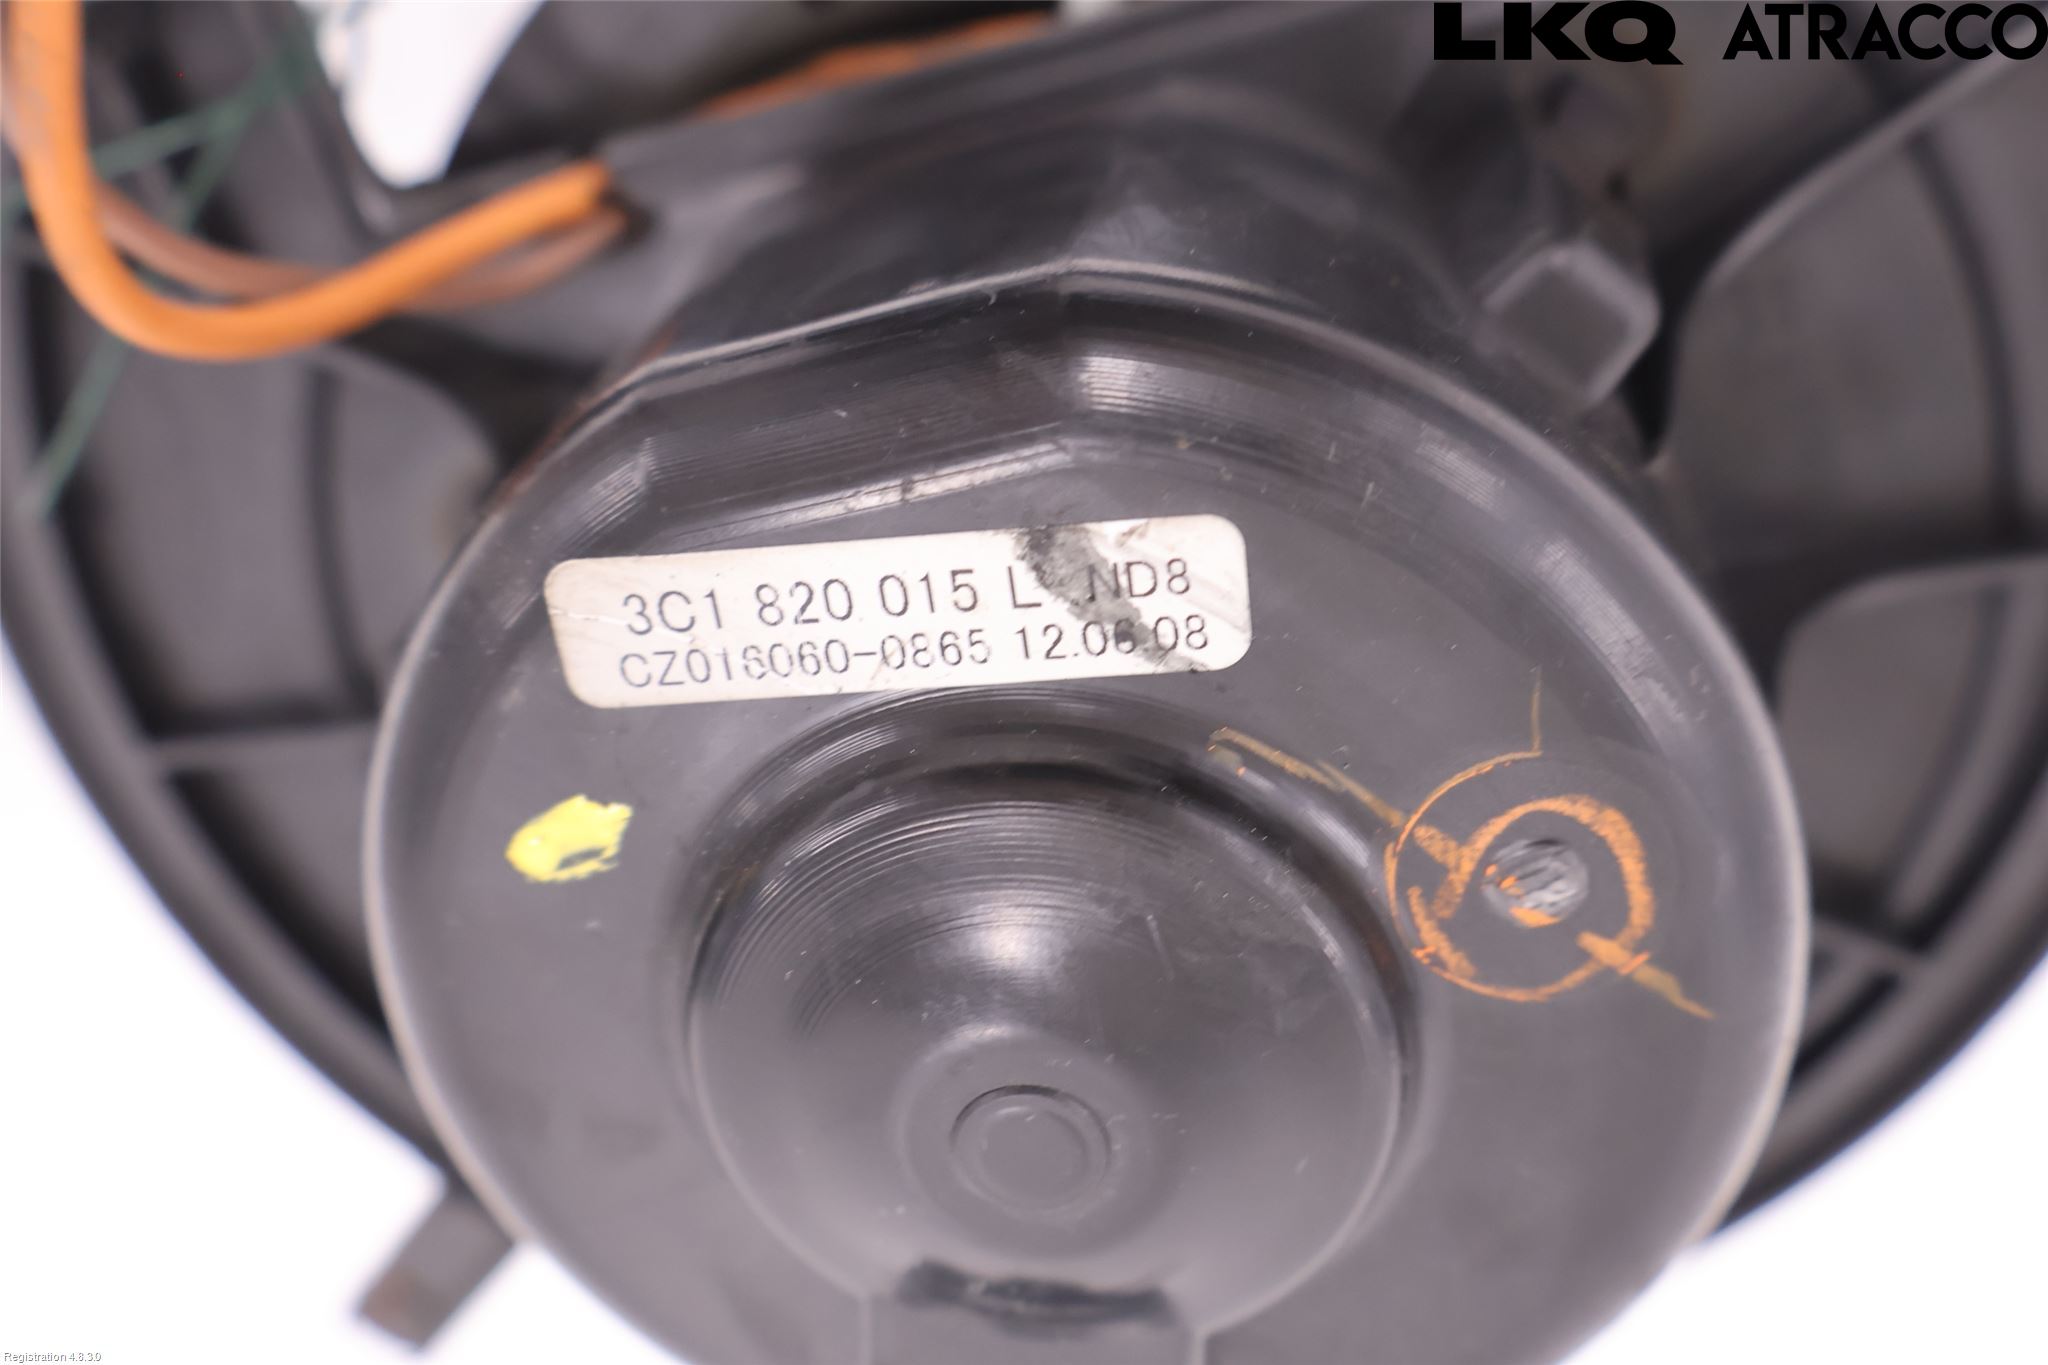 LKQ ATRACCO
3C1 820 015 L ND8
CZ016060-0865 12.06.08
Registration 4.8.3.0